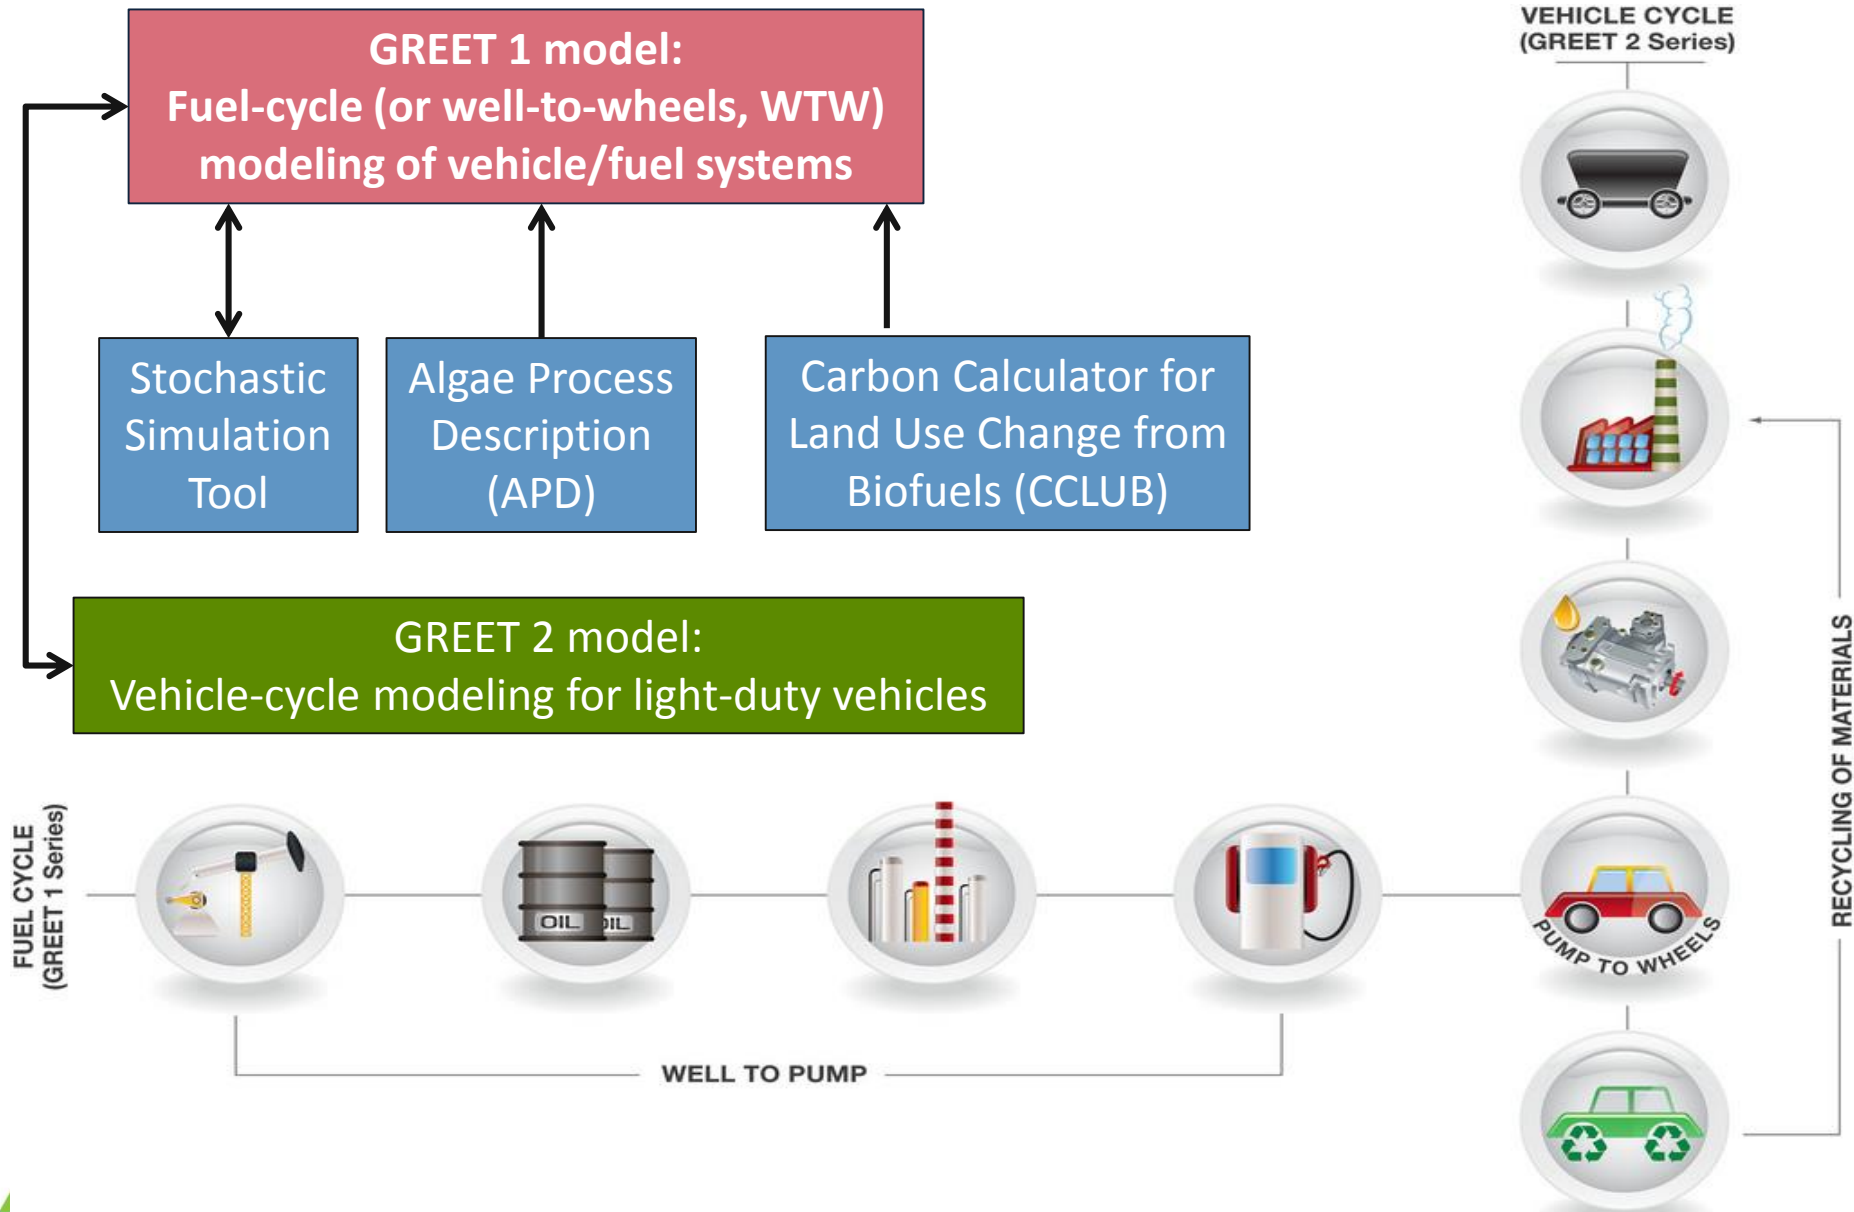 GREET 1 model:
Fuel-cycle (or well-to-wheels, WTW)
modeling of vehicle/fuel systems
Stochastic
Simulation
Tool
Algae Process
Description
(APD)
Carbon Calculator for
Land Use Change from
Biofuels (CCLUB)
GREET 2 model:
Vehicle-cycle modeling for light-duty vehicles
VEHICLE CYCLE
(GREET 2 Series)
RECYCLING OF MATERIALS
FUEL CYCLE
(GREET 1 Series)
OIL
OIL
PUMP TO WHEELS
WELL TO PUMP